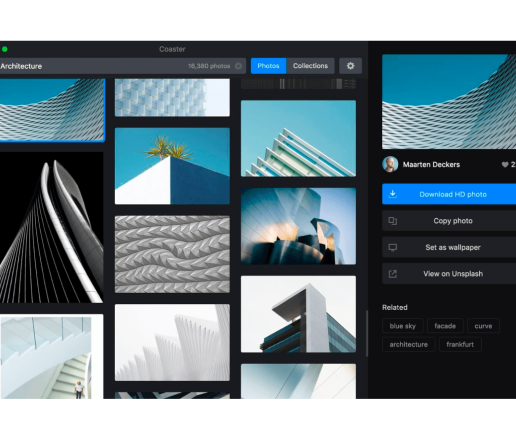 Coaster
Architecture
16,380 photos
Photos
Collections
Maarten Deckers
Download HD photo
Copy photo
Set as wallpaper
View on Unsplash
Related
blue sky
facade
curve
architecture
frankfurt